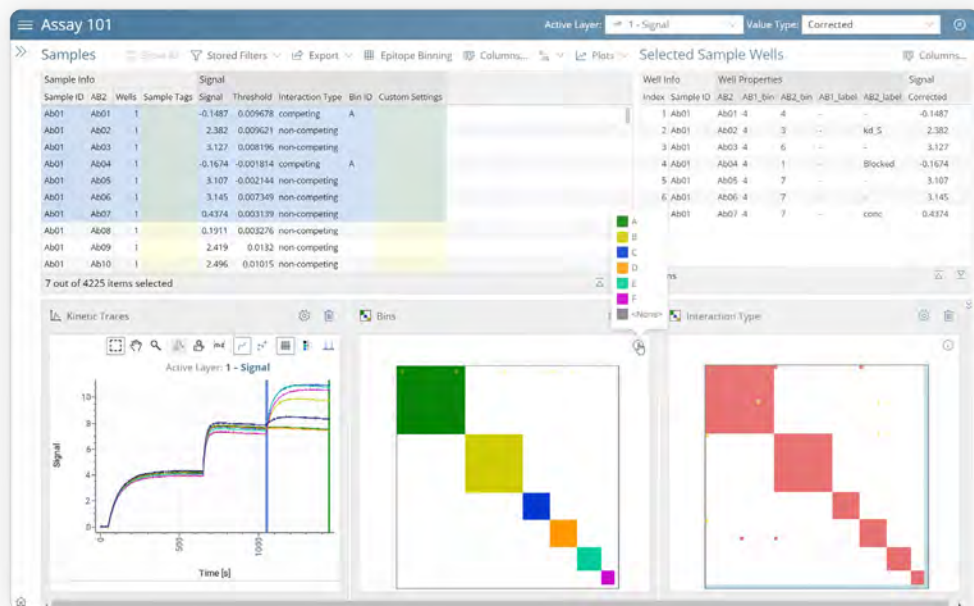 Assay 101
Active Layer: 1 - Signal Value Type: Corrected
Samples Show All Stored Filters Export Epitope Binning Columns... Plots
Selected Sample Wells Columns...
Sample Info Signal
Sample ID AB2 Wells Sample Tags Signal Threshold Interaction Type Bin ID Custom Settings
Ab01 Ab01 1 -0.1487 0.009678 competing A
Ab01 Ab02 1 2.382 0.009621 non-competing
Ab01 Ab03 1 3.127 0.008196 non-competing
Ab01 Ab04 1 -0.1674 -0.001814 competing A
Ab01 Ab05 1 3.107 -0.002144 non-competing
Ab01 Ab06 1 3.145 0.007349 non-competing
Ab01 Ab07 1 0.4374 0.003139 non-competing
Ab01 Ab08 1 0.1911 0.003276 non-competing
Ab01 Ab09 1 2.419 0.0132 non-competing
Ab01 Ab10 1 2.496 0.01015 non-competing
7 out of 4225 items selected
Well Info Well Properties Signal
Index Sample ID AB2 AB1_bin AB2_bin AB1_label AB2_label Corrected
1 Ab01 Ab01 4 4 - - -0.1487
2 Ab01 Ab02 4 3 - kd_S 2.382
3 Ab01 Ab03 4 6 - - 3.127
4 Ab01 Ab04 4 1 - Blocked -0.1674
5 Ab01 Ab05 4 7 - 3.107
6 Ab01 Ab06 4 7 - 3.145
Ab01 Ab07 4 7 - conc 0.4374
A
B
C
D
E
F
<None>
Kinetic Traces
Active Layer: 1 - Signal
Signal
10
8
6
4
2
0
0 500 1000
Time [s]
Bins
Interaction Type